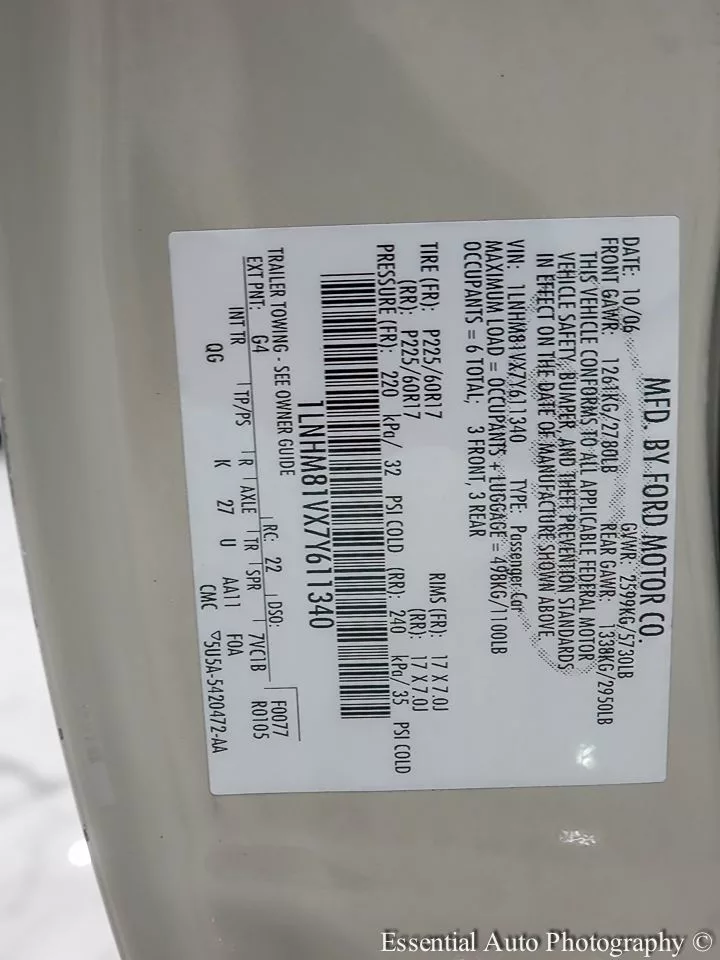 MFD. BY FORD MOTOR CO.
DATE: 10/06 GVWR: 2599KG/5730LB
FRONT GAWR: 1261KG/2780LB REAR GAWR: 1338KG/2950LB
THIS VEHICLE CONFORMS TO ALL APPLICABLE FEDERAL MOTOR
VEHICLE SAFETY, BUMPER, AND THEFT PREVENTION STANDARDS
IN EFFECT ON THE DATE OF MANUFACTURE SHOWN ABOVE.
VIN: 1LNHM81VX7Y611340 TYPE: Passenger Car
MAXIMUM LOAD = OCCUPANTS + LUGGAGE = 498KG/1100LB
OCCUPANTS = 6 TOTAL; 3 FRONT, 3 REAR
TIRE (FR): P225/60R17 RIMS (FR): 17 X 7.0J
(RR): P225/60R17 (RR): 17 X 7.0J
PRESSURE (FR): 220 kPa/ 32 PSI COLD (RR): 240 kPa/ 35 PSI COLD
1LNHM81VX7Y611340
TRAILER TOWING - SEE OWNER GUIDE
EXT PNT: G4 RC: 22 DSO: F0077
R0105
INT TR TP/PS R AXLE TR SPR 7VC1B
QG K 27 U AA11 F0A
CMC ▽5U5A-5420472-AA
Essential Auto Photography ©